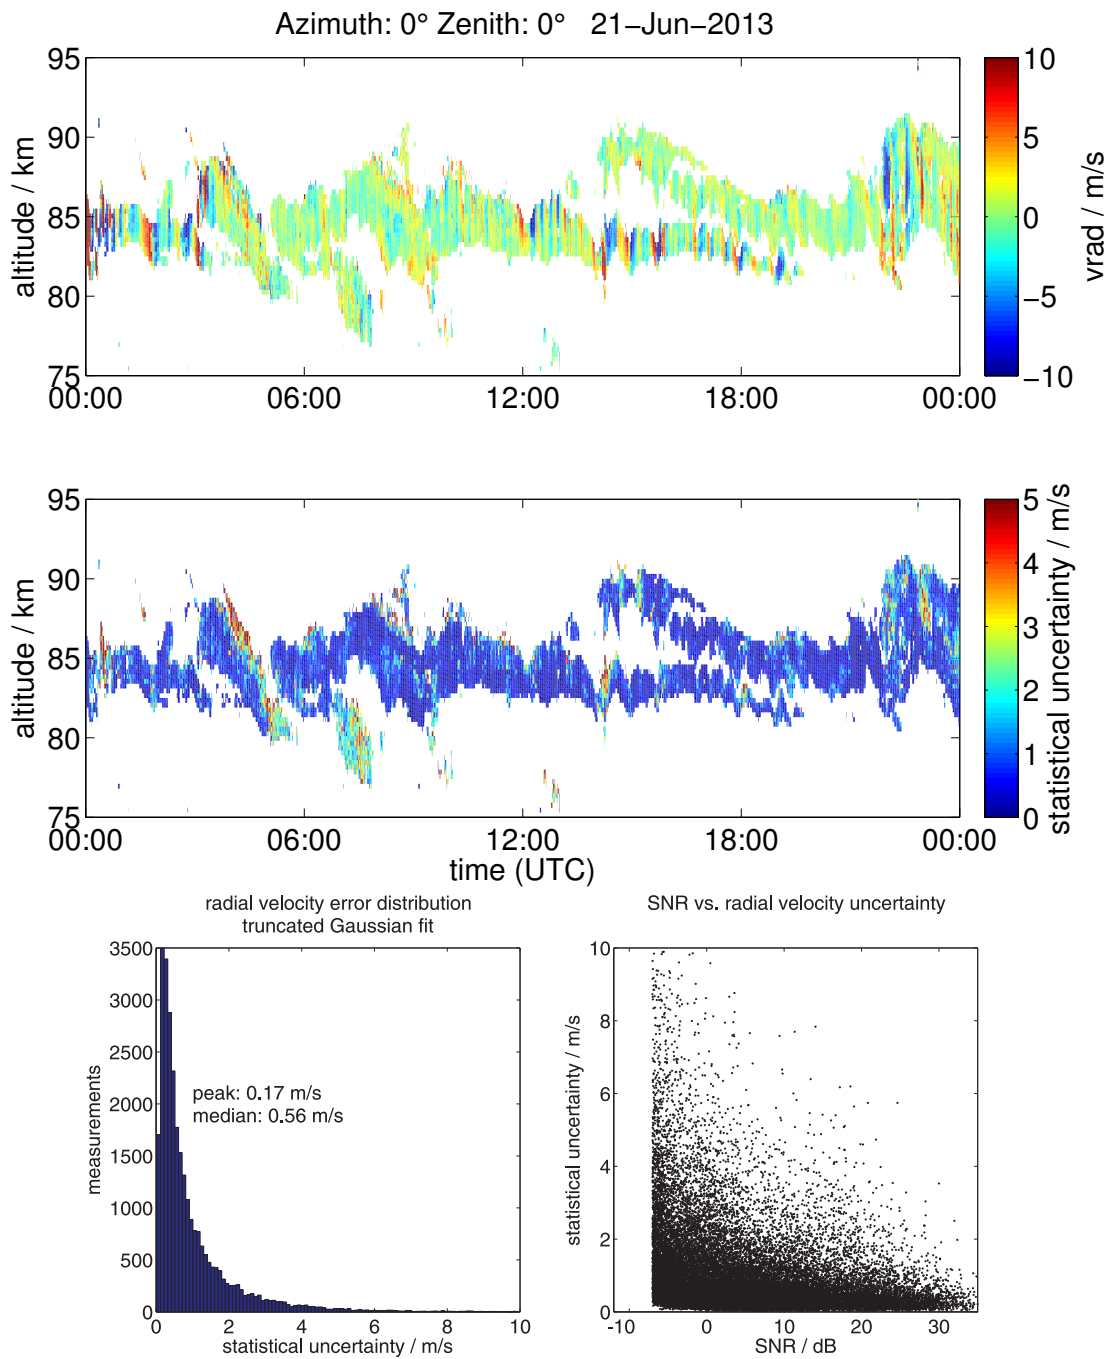 Azimuth: 0° Zenith: 0° 21−Jun−2013
95
90
85
80
75
altitude / km
00:00 06:00 12:00 18:00 00:00
10
5
0
−5
−10
vrad / m/s
95
90
85
80
75
altitude / km
00:00 06:00 12:00 18:00 00:00
time (UTC)
5
4
3
2
1
0
statistical uncertainty / m/s
radial velocity error distribution
truncated Gaussian fit
3500
3000
2500
2000
1500
1000
500
0
measurements
peak: 0.17 m/s
median: 0.56 m/s
0 2 4 6 8 10
statistical uncertainty / m/s
SNR vs. radial velocity uncertainty
10
8
6
4
2
0
statistical uncertainty / m/s
-10 0 10 20 30
SNR / dB